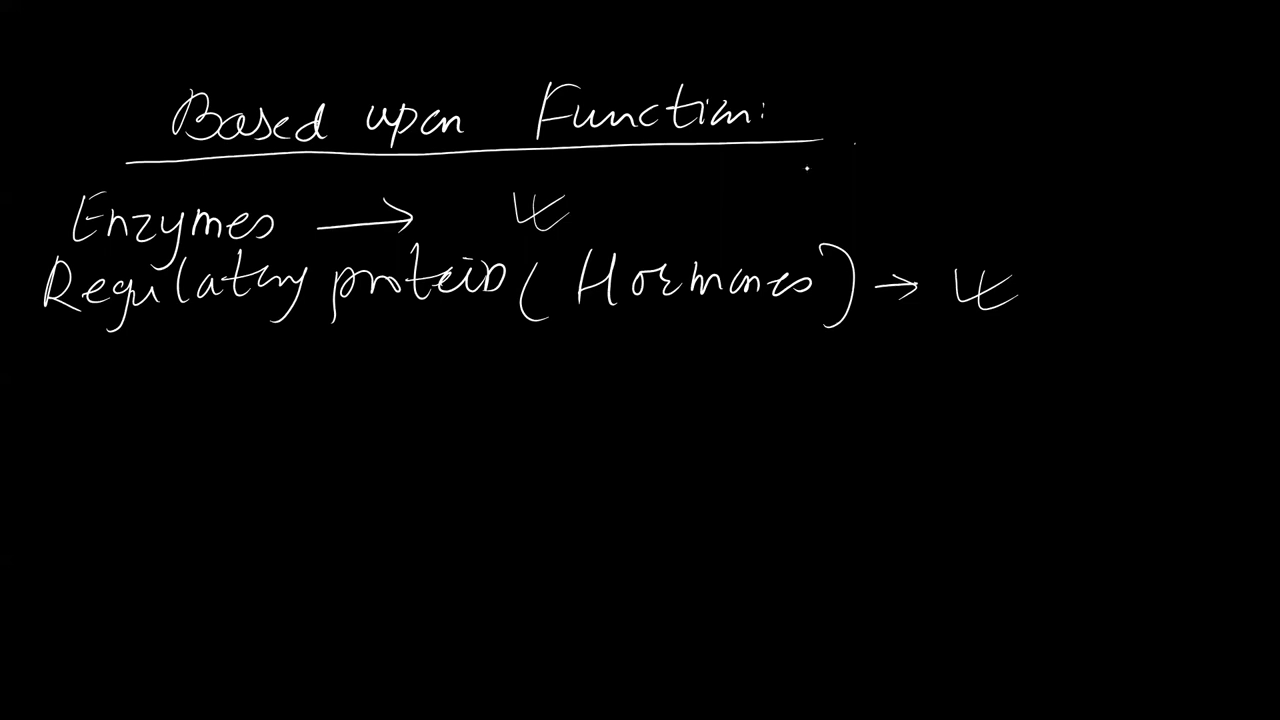 Based upon Function:
Enzymes →
Regulatory protein ( Hormones ) →